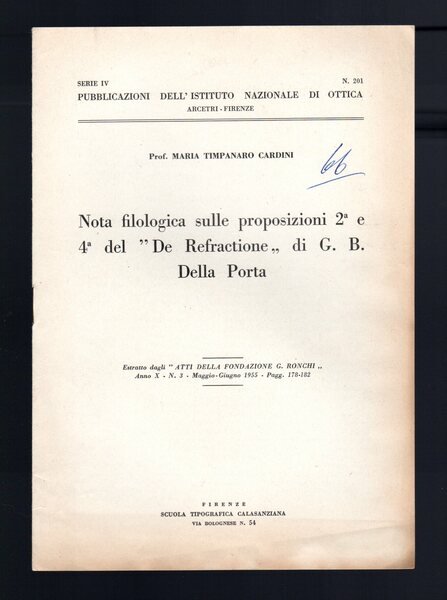 SERIE IV N. 201
PUBBLICAZIONI DELL'ISTITUTO NAZIONALE DI OTTICA
ARCETRI - FIRENZE
Prof. MARIA TIMPANARO CARDINI
66
Nota filologica sulle proposizioni 2ª e
4ª del "De Refractione„ di G. B.
Della Porta
Estratto dagli "ATTI DELLA FONDAZIONE G. RONCHI„
Anno X - N. 3 - Maggio-Giugno 1955 - Pagg. 178-182
FIRENZE
SCUOLA TIPOGRAFICA CALASANZIANA
VIA BOLOGNESE N. 54